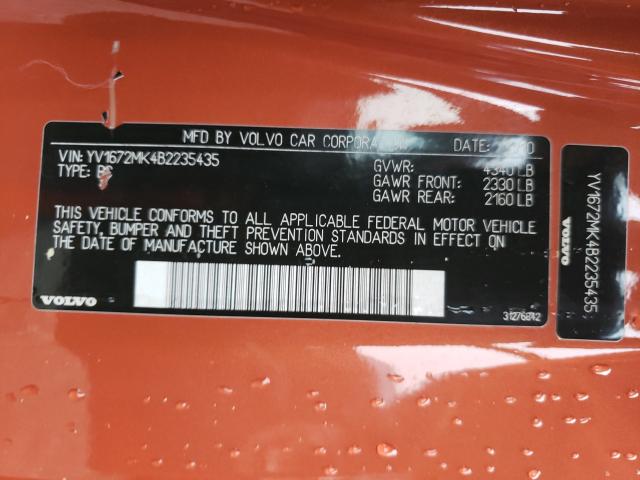 MFD BY VOLVO CAR CORPORATION DATE:
VIN: YV1672MK4B2235435
TYPE:
GVWR: 4340 LB
GAWR FRONT: 2330 LB
GAWR REAR: 2160 LB
THIS VEHICLE CONFORMS TO ALL APPLICABLE FEDERAL MOTOR VEHICLE
SAFETY, BUMPER AND THEFT PREVENTION STANDARDS IN EFFECT ON
THE DATE OF MANUFACTURE SHOWN ABOVE.
VOLVO
31276842
YV1672MK4B2235435
VOLVO